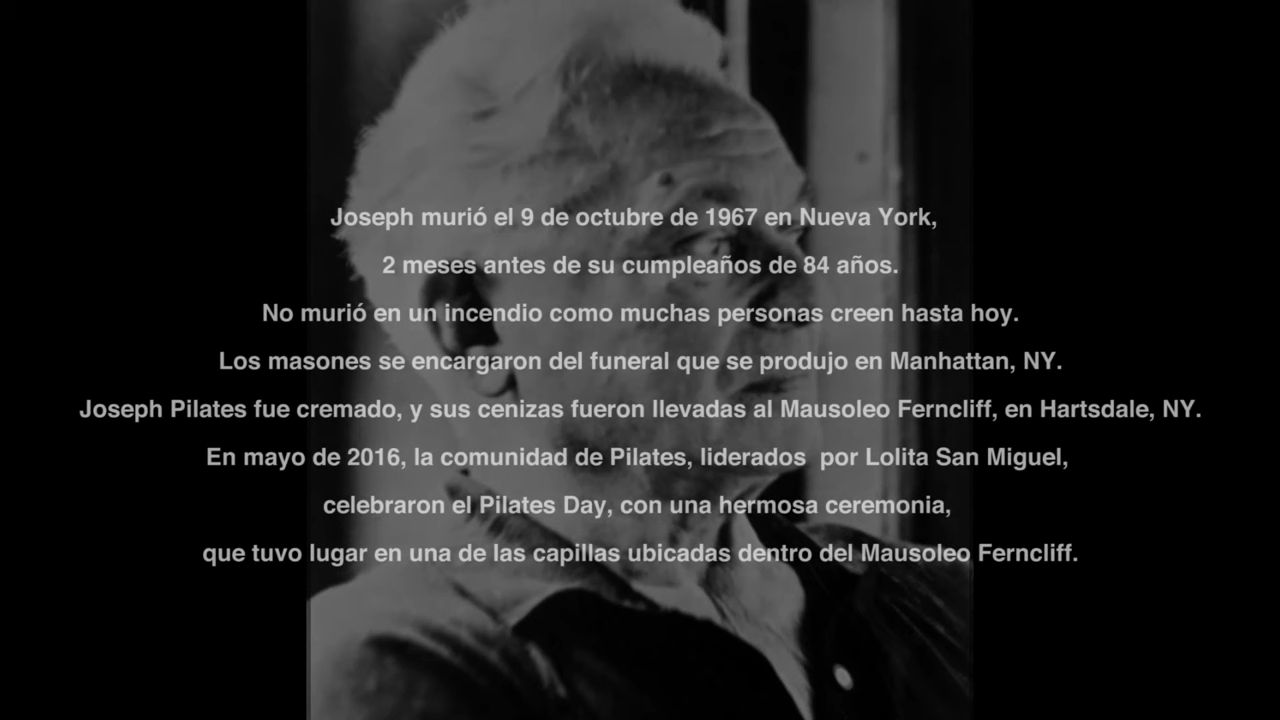 Joseph murió el 9 de octubre de 1967 en Nueva York,
2 meses antes de su cumpleaños de 84 años.
No murió en un incendio como muchas personas creen hasta hoy.
Los masones se encargaron del funeral que se produjo en Manhattan, NY.
Joseph Pilates fue cremado, y sus cenizas fueron llevadas al Mausoleo Ferncliff, en Hartsdale, NY.
En mayo de 2016, la comunidad de Pilates, liderados  por Lolita San Miguel,
celebraron el Pilates Day, con una hermosa ceremonia,
que tuvo lugar en una de las capillas ubicadas dentro del Mausoleo Ferncliff.